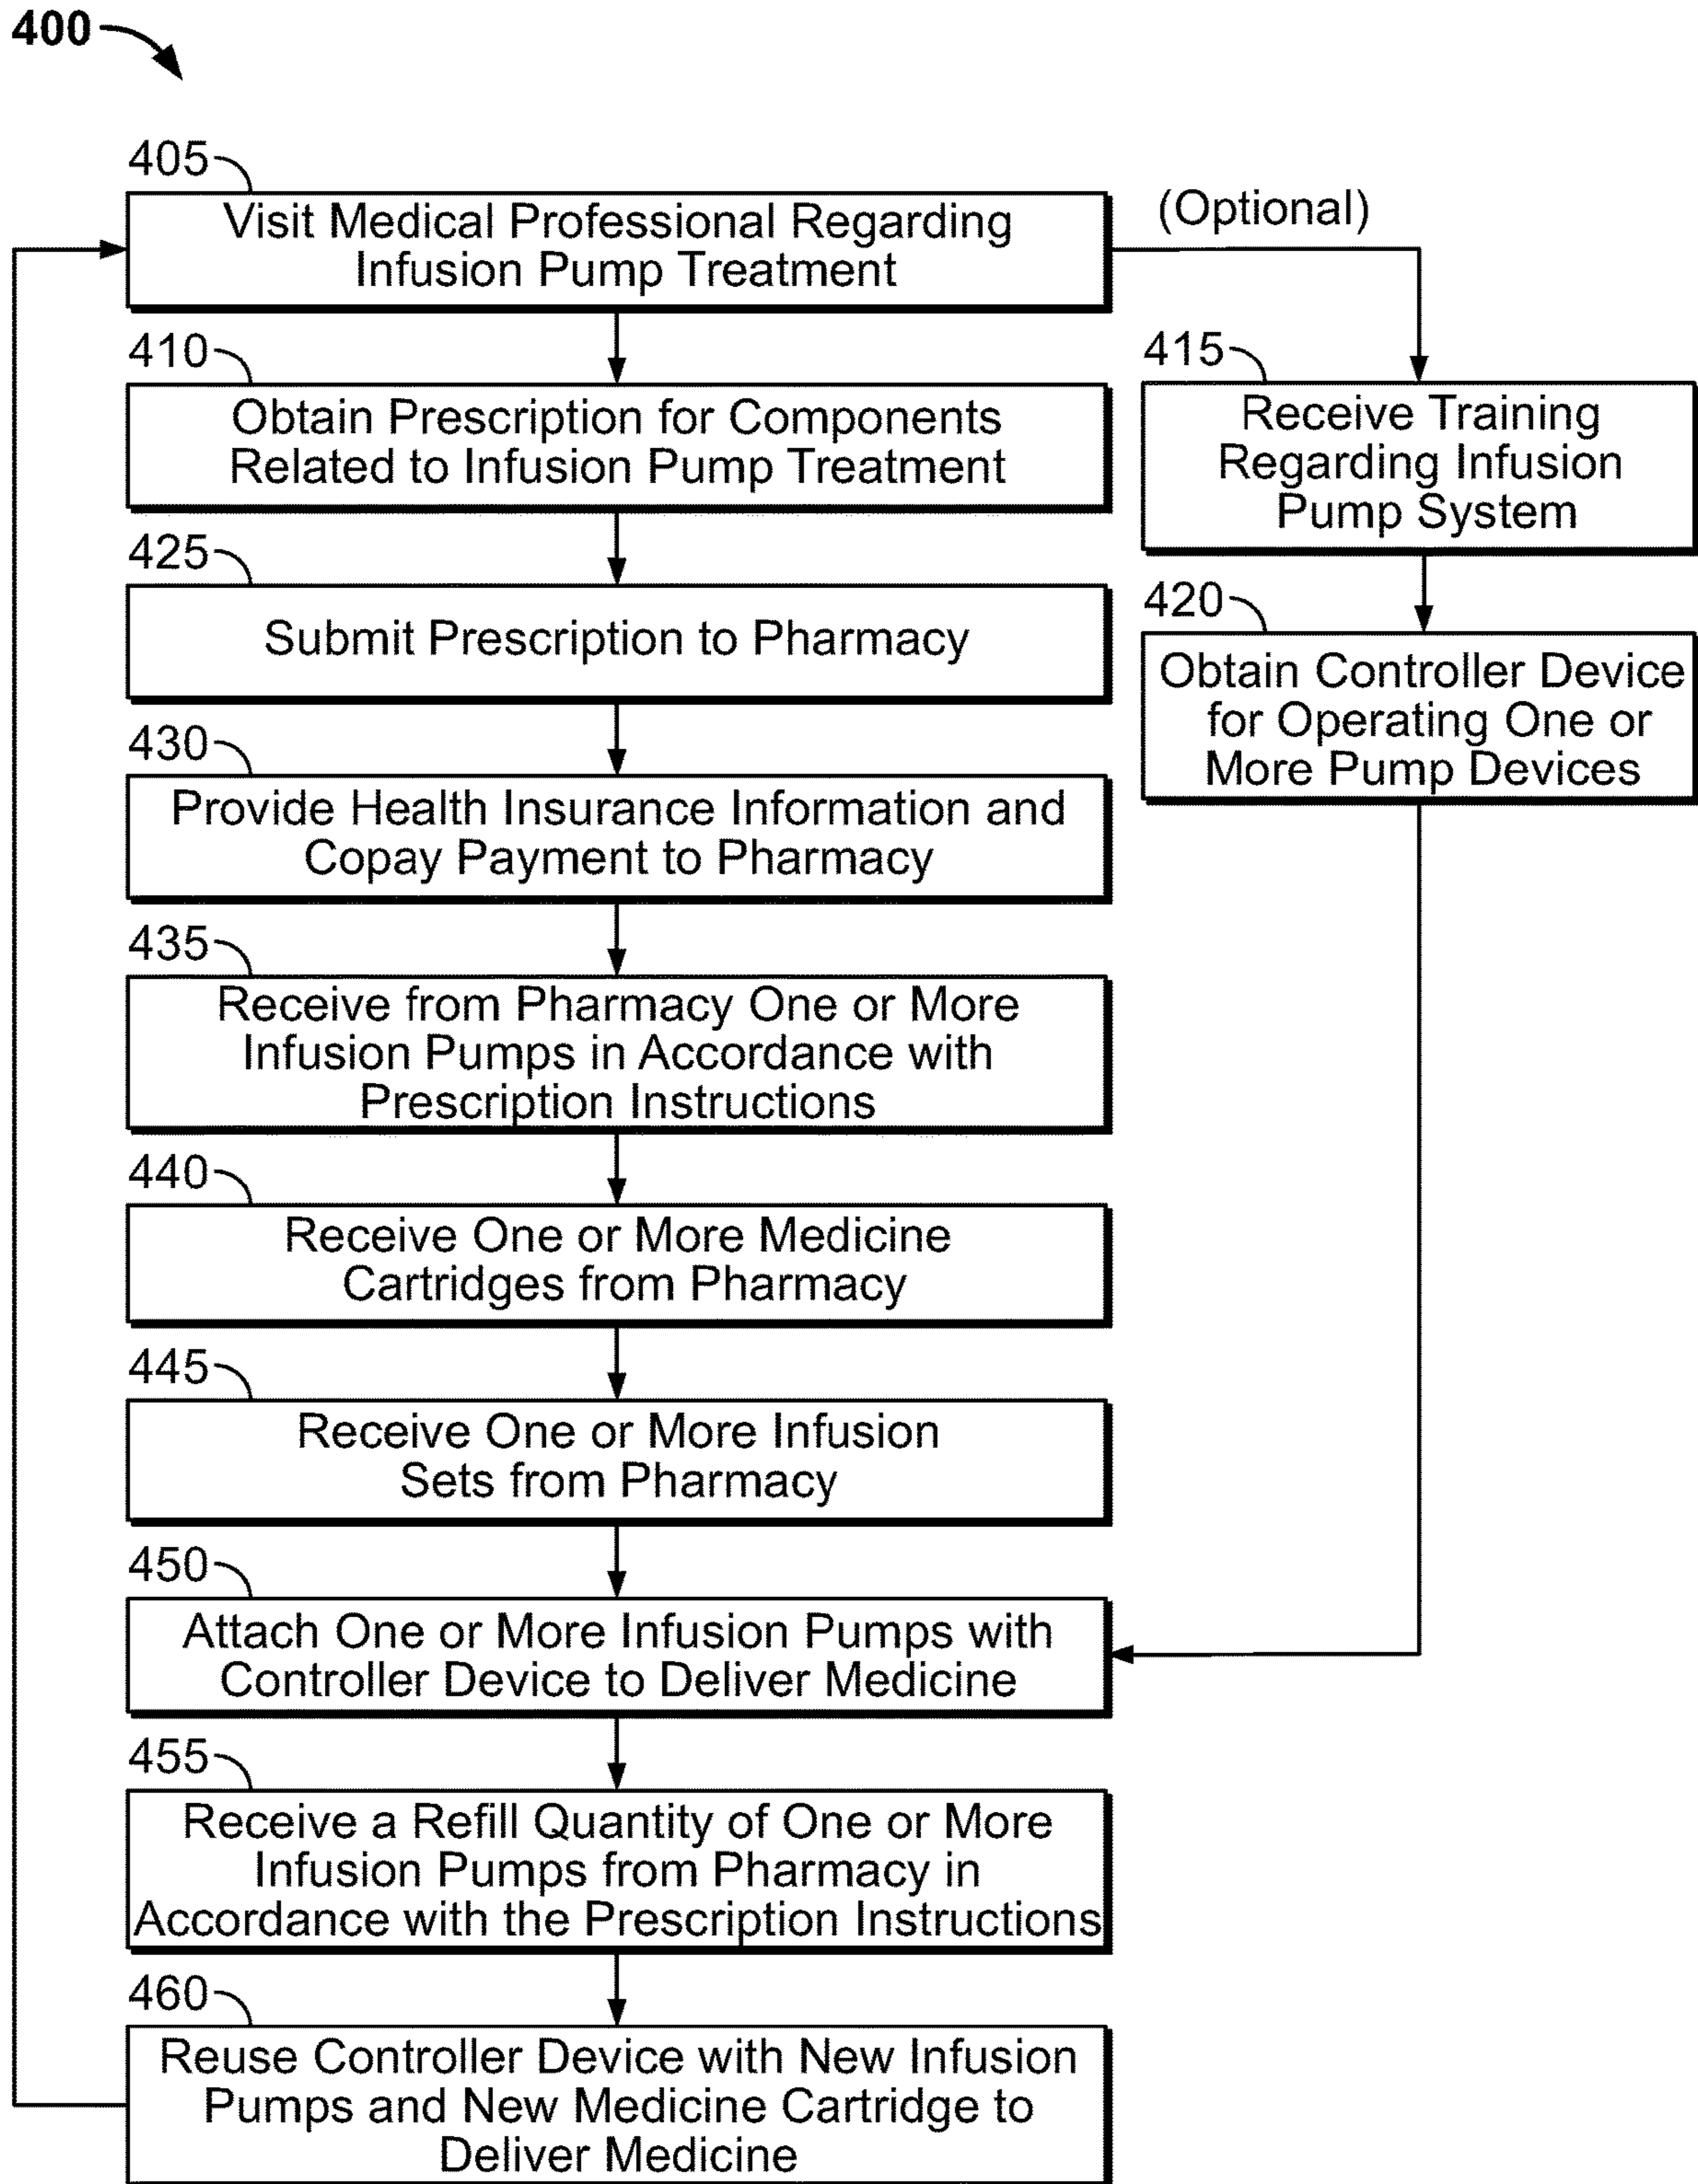 400
405
Visit Medical Professional Regarding
Infusion Pump Treatment
(Optional)
410
Obtain Prescription for Components
Related to Infusion Pump Treatment
415
Receive Training
Regarding Infusion
Pump System
425
Submit Prescription to Pharmacy
420
Obtain Controller Device
for Operating One or
More Pump Devices
430
Provide Health Insurance Information and
Copay Payment to Pharmacy
435
Receive from Pharmacy One or More
Infusion Pumps in Accordance with
Prescription Instructions
440
Receive One or More Medicine
Cartridges from Pharmacy
445
Receive One or More Infusion
Sets from Pharmacy
450
Attach One or More Infusion Pumps with
Controller Device to Deliver Medicine
455
Receive a Refill Quantity of One or More
Infusion Pumps from Pharmacy in
Accordance with the Prescription Instructions
460
Reuse Controller Device with New Infusion
Pumps and New Medicine Cartridge to
Deliver Medicine